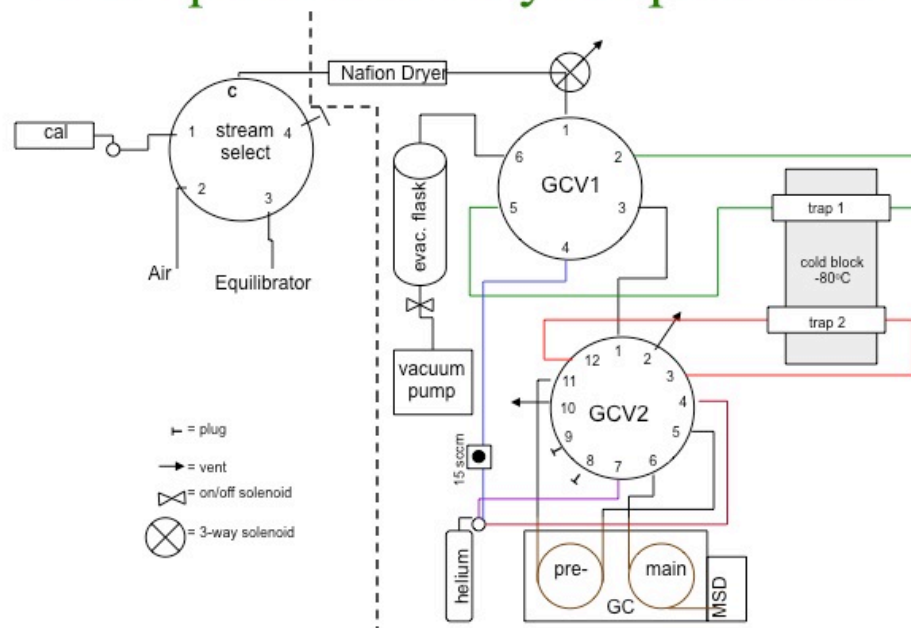 Nafion Dryer
C
cal
1
stream
select
4
2
3
Air
Equilibrator
evac. flask
1
6
2
GCV1
5
3
4
trap 1
cold block
-80°C
trap 2
vacuum
pump
1
12
2
11
3
10
GCV2
4
9
5
8
7
6
15 sccm
= plug
= vent
= on/off solenoid
= 3-way solenoid
helium
pre-
main
GC
MSD